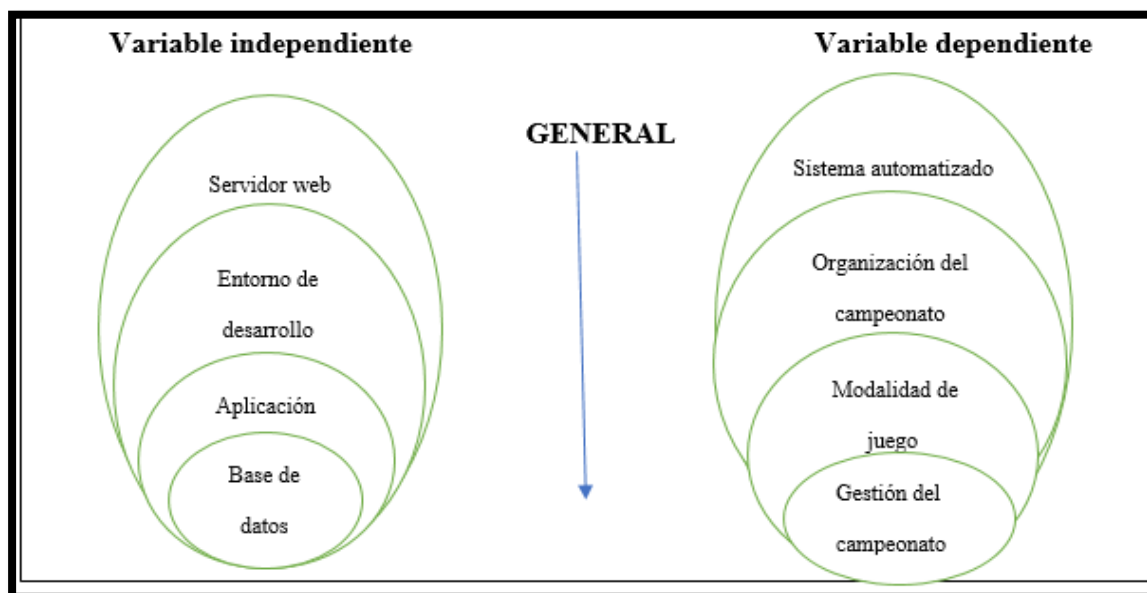 Variable independiente
Servidor web
Entorno de
desarrollo
Aplicación
Base de
datos
GENERAL
Variable dependiente
Sistema automatizado
Organización del
campeonato
Modalidad de
juego
Gestión del
campeonato